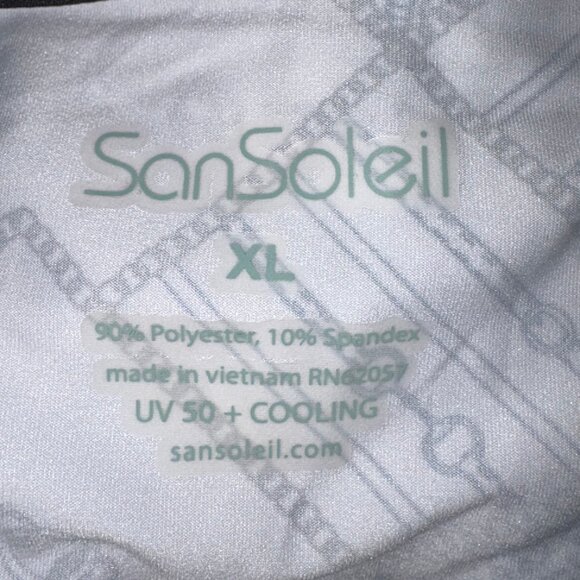 SanSoleil
XL
90% Polyester, 10% Spandex
made in vietnam RN62057
UV 50 + COOLING
sansoleil.com